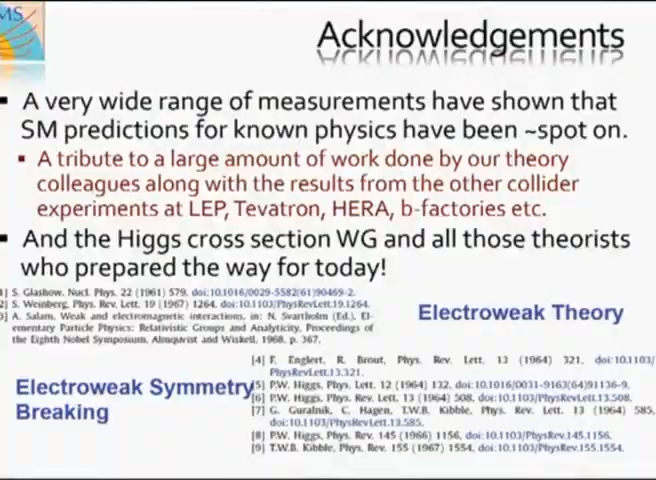 MS
Acknowledgements
A very wide range of measurements have shown that
SM predictions for known physics have been ~spot on.
A tribute to a large amount of work done by our theory
colleagues along with the results from the other collider
experiments at LEP, Tevatron, HERA, b-factories etc.
And the Higgs cross section WG and all those theorists
who prepared the way for today!
1] S. Glashow, Nucl. Phys. 22 (1961) 579, doi:10.1016/0029-5582(61)90469-2.
2] S. Weinberg, Phys. Rev. Lett. 19 (1967) 1264, doi:10.1103/PhysRevLett.19.1264.
3] A. Salam, Weak and electromagnetic interactions, in: N. Svartholm (Ed.), El-
ementary Particle Physics: Relativistic Groups and Analyticity, Proceedings of
the Eighth Nobel Symposium, Almquist and Wiskell, 1968, p. 367.
Electroweak Theory
Electroweak Symmetry
Breaking
[4] F. Englert, R. Brout, Phys. Rev. Lett. 13 (1964) 321, doi:10.1103/
PhysRevLett.13.321.
[5] P.W. Higgs, Phys. Lett. 12 (1964) 132, doi:10.1016/0031-9163(64)91136-9.
[6] P.W. Higgs, Phys. Rev. Lett. 13 (1964) 508, doi:10.1103/PhysRevLett.13.508.
[7] G. Guralnik, C. Hagen, T.W.B. Kibble, Phys. Rev. Lett. 13 (1964) 585,
doi:10.1103/PhysRevLett.13.585.
[8] P.W. Higgs, Phys. Rev. 145 (1966) 1156, doi:10.1103/PhysRev.145.1156.
[9] T.W.B. Kibble, Phys. Rev. 155 (1967) 1554, doi:10.1103/PhysRev.155.1554.